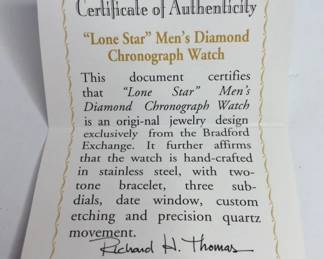 Certificate of Authenticity
"Lone Star" Men's Diamond
Chronograph Watch
This document certifies
that "Lone Star" Men's
Diamond Chronograph Watch
is an origi-nal jewelry design
exclusively from the Bradford
Exchange. It further affirms
that the watch is hand-crafted
in stainless steel, with two-
tone bracelet, three sub-
dials, date window, custom
etching and precision quartz
movement.
Richard H. Thomas